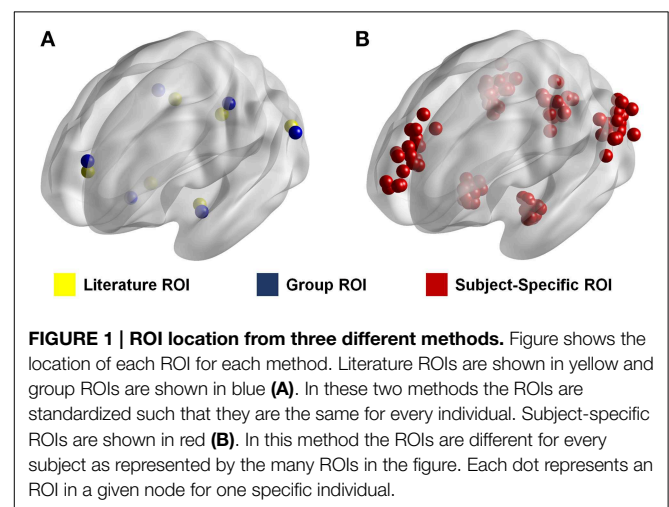 A
B
Literature ROI
Group ROI
Subject-Specific ROI
FIGURE 1 | ROI location from three different methods. Figure shows the
location of each ROI for each method. Literature ROIs are shown in yellow and
group ROIs are shown in blue (A). In these two methods the ROIs are
standardized such that they are the same for every individual. Subject-specific
ROIs are shown in red (B). In this method the ROIs are different for every
subject as represented by the many ROIs in the figure. Each dot represents an
ROI in a given node for one specific individual.